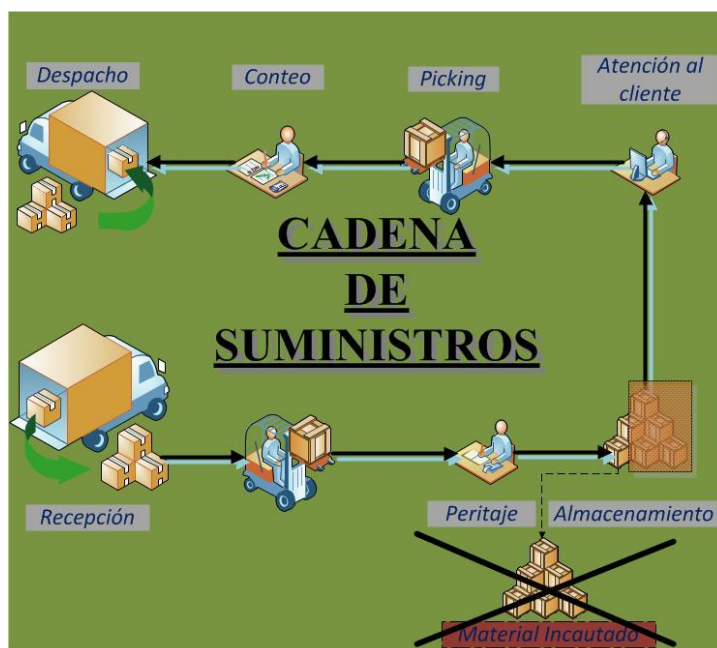 Despacho
Conteo
Picking
Atención al
cliente
CADENA
DE
SUMINISTROS
Recepción
Peritaje
Almacenamiento
Material Incautado